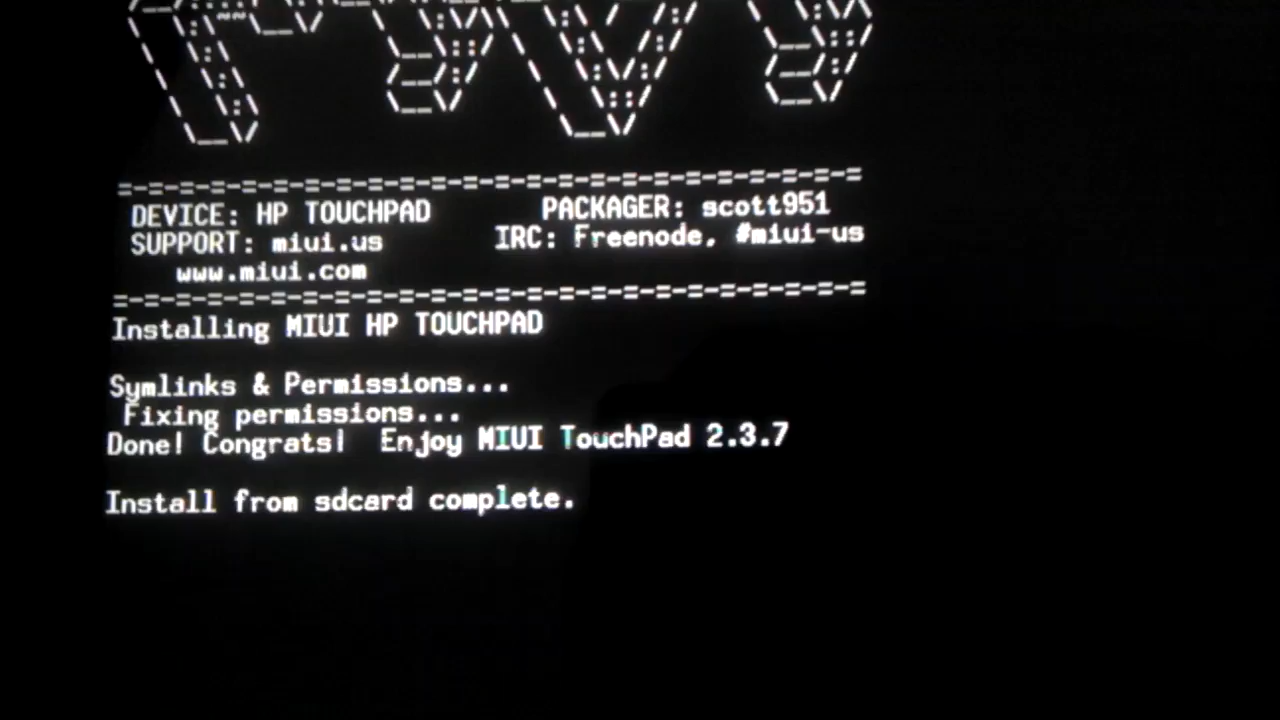 =-=-=-=-=-=-=-=-=-=-=-=-=-=-=-=-=-=-=-=-=-=-=-=
DEVICE: HP TOUCHPAD PACKAGER: scott951
SUPPORT: miui.us IRC: Freenode, #miui-us
www.miui.com
=-=-=-=-=-=-=-=-=-=-=-=-=-=-=-=-=-=-=-=-=-=-=-=
Installing MIUI HP TOUCHPAD
Symlinks & Permissions...
Fixing permissions...
Done! Congrats! Enjoy MIUI TouchPad 2.3.7
Install from sdcard complete.